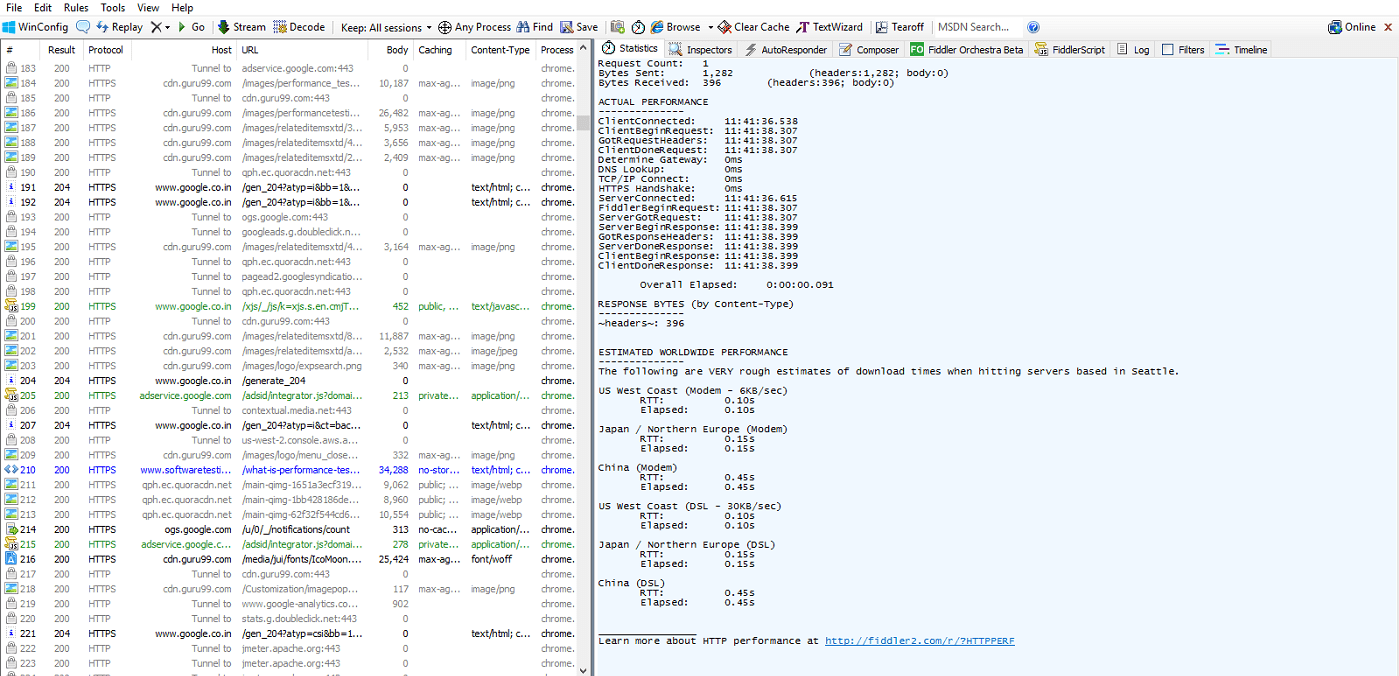 File Edit Rules Tools View Help
WinConfig Replay Go Stream Decode Keep: All sessions Any Process Find Save Browse Clear Cache TextWizard Tearoff MSDN Search... Online
# Result Protocol Host URL Body Caching Content-Type Process
183 200 HTTP Tunnel to adservice.google.com:443 0 chrome.
184 200 HTTPS cdn.guru99.com /images/performance_tes... 10,187 max-ag... image/png chrome.
185 200 HTTP Tunnel to cdn.guru99.com:443 0 chrome.
186 200 HTTPS cdn.guru99.com /images/performancetesti... 26,482 max-ag... image/png chrome.
187 200 HTTPS cdn.guru99.com /images/relateditemsxtd/3... 5,953 max-ag... image/png chrome.
188 200 HTTPS cdn.guru99.com /images/relateditemsxtd/4... 3,656 max-ag... image/png chrome.
189 200 HTTPS cdn.guru99.com /images/relateditemsxtd/2... 2,409 max-ag... image/png chrome.
190 200 HTTP Tunnel to qph.ec.quoracdn.net:443 0 chrome.
191 204 HTTPS www.google.co.in /gen_204?atyp=i&bb=1&... 0 text/html; c... chrome.
192 204 HTTPS www.google.co.in /gen_204?atyp=i&bb=1&... 0 text/html; c... chrome.
193 200 HTTP Tunnel to ogs.google.com:443 0 chrome.
194 200 HTTP Tunnel to googleads.g.doubleclick.n... 0 chrome.
195 200 HTTPS cdn.guru99.com /images/relateditemsxtd/4... 3,164 max-ag... image/png chrome.
196 200 HTTP Tunnel to qph.ec.quoracdn.net:443 0 chrome.
197 200 HTTP Tunnel to pagead2.googlesyndicatio... 0 chrome.
198 200 HTTP Tunnel to qph.ec.quoracdn.net:443 0 chrome.
199 200 HTTPS www.google.co.in /xjs/_/js/k=xjs.s.en.cmjT... 452 public, ... text/javasc... chrome.
200 200 HTTP Tunnel to cdn.guru99.com:443 0 chrome.
201 200 HTTPS cdn.guru99.com /images/relateditemsxtd/8... 11,887 max-ag... image/png chrome.
202 200 HTTPS cdn.guru99.com /images/relateditemsxtd/a... 2,532 max-ag... image/jpeg chrome.
203 200 HTTPS cdn.guru99.com /images/logo/expsearch.png 340 max-ag... image/png chrome.
204 204 HTTPS www.google.co.in /generate_204 0 chrome.
205 200 HTTPS adservice.google.com /adsid/integrator.js?domai... 213 private... application/... chrome.
206 200 HTTP Tunnel to contextual.media.net:443 0 chrome.
207 204 HTTPS www.google.co.in /gen_204?atyp=i&ct=bac... 0 text/html; c... chrome.
208 200 HTTP Tunnel to us-west-2.console.aws.a... 0 chrome.
209 200 HTTPS cdn.guru99.com /images/logo/menu_close... 332 max-ag... image/png chrome.
210 200 HTTPS www.softwaretesti... /what-is-performance-tes... 34,288 no-stor... text/html; c... chrome.
211 200 HTTPS qph.ec.quoracdn.net /main-qimg-1651a3ecf319... 9,062 public; ... image/webp chrome.
212 200 HTTPS qph.ec.quoracdn.net /main-qimg-1bb428186de... 8,960 public; ... image/webp chrome.
213 200 HTTPS qph.ec.quoracdn.net /main-qimg-62f32f544cd6... 10,554 public; ... image/webp chrome.
214 200 HTTPS ogs.google.com /u/0/_/notifications/count 313 no-cac... application/... chrome.
215 200 HTTPS adservice.google.c... /adsid/integrator.js?domai... 278 private... application/... chrome.
216 200 HTTPS cdn.guru99.com /media/jui/fonts/IcoMoon.... 25,424 max-ag... font/woff chrome.
217 200 HTTP Tunnel to cdn.guru99.com:443 0 chrome.
218 200 HTTPS cdn.guru99.com /Customization/imagepop... 117 max-ag... image/png chrome.
219 200 HTTP Tunnel to www.google-analytics.co... 902 chrome.
220 200 HTTP Tunnel to stats.g.doubleclick.net:443 0 chrome.
221 204 HTTPS www.google.co.in /gen_204?atyp=csi&bb=1... 0 text/html; c... chrome.
222 200 HTTP Tunnel to jmeter.apache.org:443 0 chrome.
223 200 HTTP Tunnel to jmeter.apache.org:443 0 chrome.
Statistics Inspectors AutoResponder Composer FO Fiddler Orchestra Beta FiddlerScript Log Filters Timeline
Request Count: 1
Bytes Sent: 1,282 (headers:1,282; body:0)
Bytes Received: 396 (headers:396; body:0)
ACTUAL PERFORMANCE
--------------
ClientConnected: 11:41:36.538
ClientBeginRequest: 11:41:38.307
GotRequestHeaders: 11:41:38.307
ClientDoneRequest: 11:41:38.307
Determine Gateway: 0ms
DNS Lookup: 0ms
TCP/IP Connect: 0ms
HTTPS Handshake: 0ms
ServerConnected: 11:41:36.615
FiddlerBeginRequest: 11:41:38.307
ServerGotRequest: 11:41:38.307
ServerBeginResponse: 11:41:38.399
GotResponseHeaders: 11:41:38.399
ServerDoneResponse: 11:41:38.399
ClientBeginResponse: 11:41:38.399
ClientDoneResponse: 11:41:38.399
Overall Elapsed: 0:00:00.091
RESPONSE BYTES (by Content-Type)
--------------
~headers~: 396
ESTIMATED WORLDWIDE PERFORMANCE
--------------
The following are VERY rough estimates of download times when hitting servers based in Seattle.
US West Coast (Modem - 6KB/sec)
RTT: 0.10s
Elapsed: 0.10s
Japan / Northern Europe (Modem)
RTT: 0.15s
Elapsed: 0.15s
China (Modem)
RTT: 0.45s
Elapsed: 0.45s
US West Coast (DSL - 30KB/sec)
RTT: 0.10s
Elapsed: 0.10s
Japan / Northern Europe (DSL)
RTT: 0.15s
Elapsed: 0.15s
China (DSL)
RTT: 0.45s
Elapsed: 0.45s
Learn more about HTTP performance at http://fiddler2.com/r/?HTTPPERF